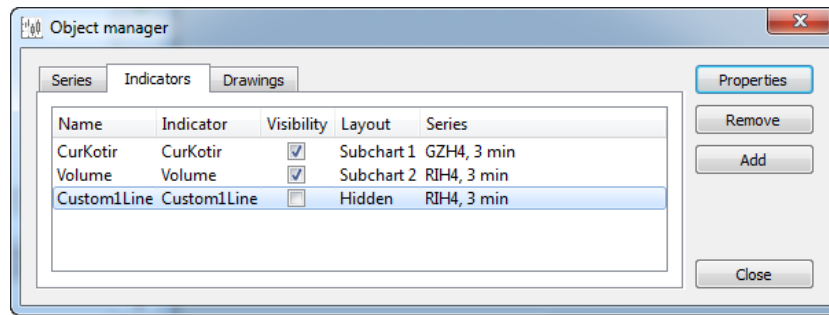 Object manager
Series Indicators Drawings
Properties
Remove
Add
Close
Name Indicator Visibility Layout Series
CurKotir CurKotir Subchart 1 GZH4, 3 min
Volume Volume Subchart 2 RIH4, 3 min
Custom1Line Custom1Line Hidden RIH4, 3 min